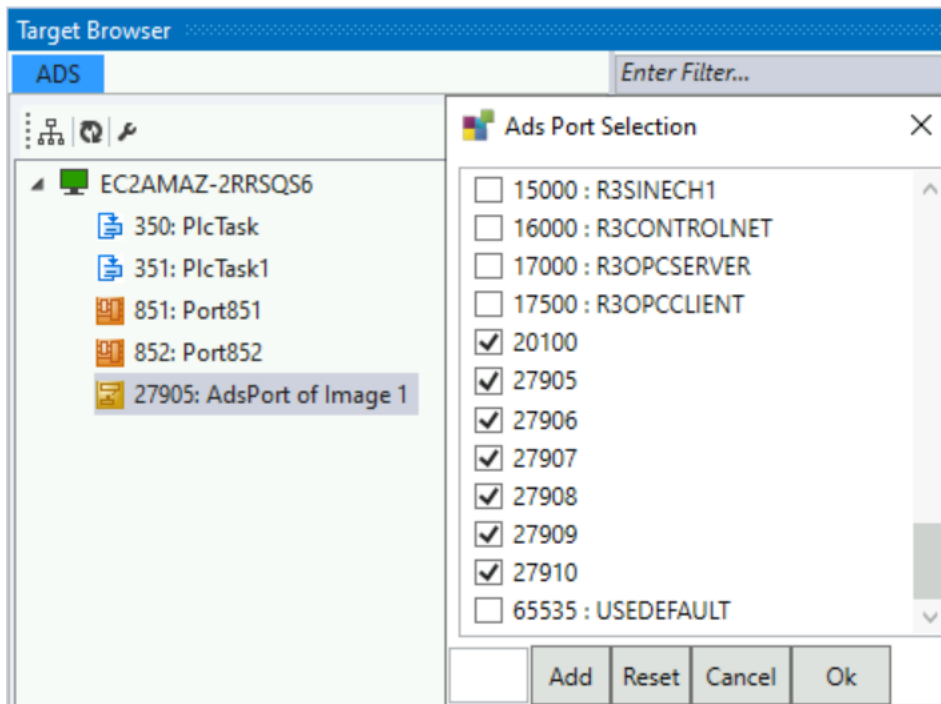 Target Browser
ADS
Enter Filter...
EC2AMAZ-2RRSQS6
350: PlcTask
351: PlcTask1
851: Port851
852: Port852
27905: AdsPort of Image 1
Ads Port Selection
15000 : R3SINECH1
16000 : R3CONTROLNET
17000 : R3OPCSERVER
17500 : R3OPCCLIENT
20100
27905
27906
27907
27908
27909
27910
65535 : USEDEFAULT
Add
Reset
Cancel
Ok